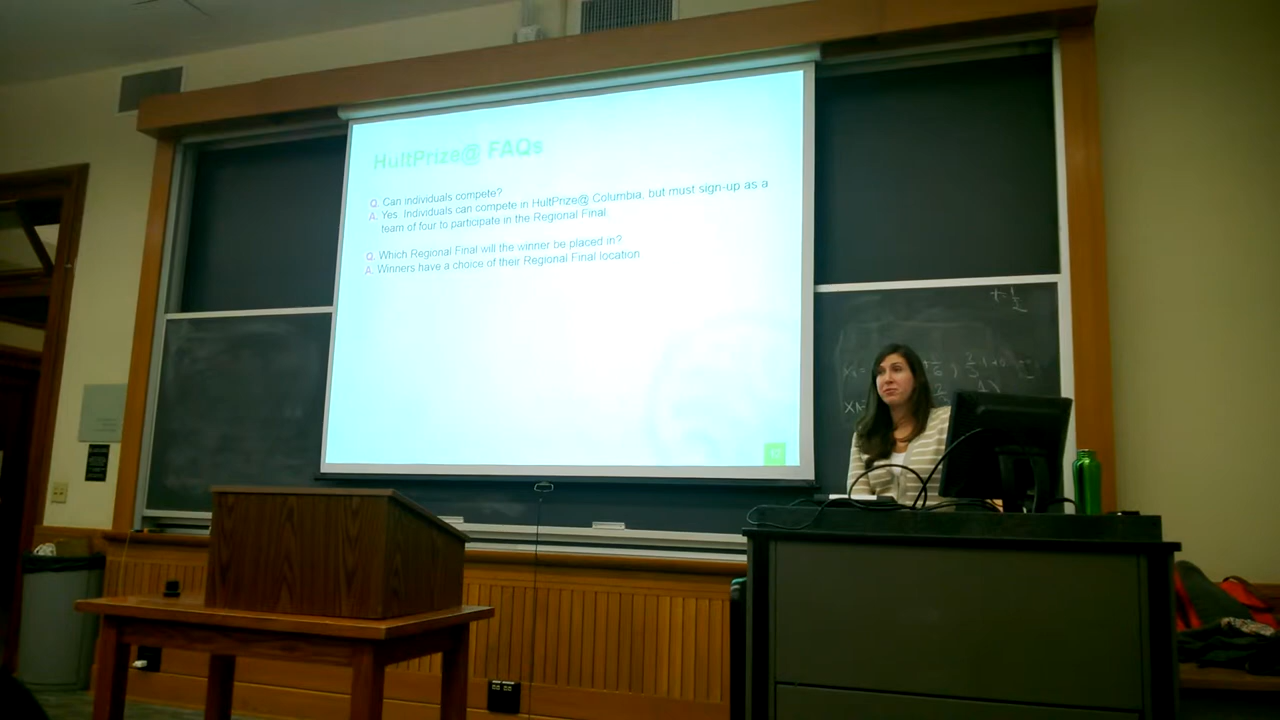 HultPrize@ FAQs
Q. Can individuals compete?
A. Yes. Individuals can compete in HultPrize@ Columbia, but must sign-up as a
team of four to participate in the Regional Final.
Q. Which Regional Final will the winner be placed in?
A. Winners have a choice of their Regional Final location
12